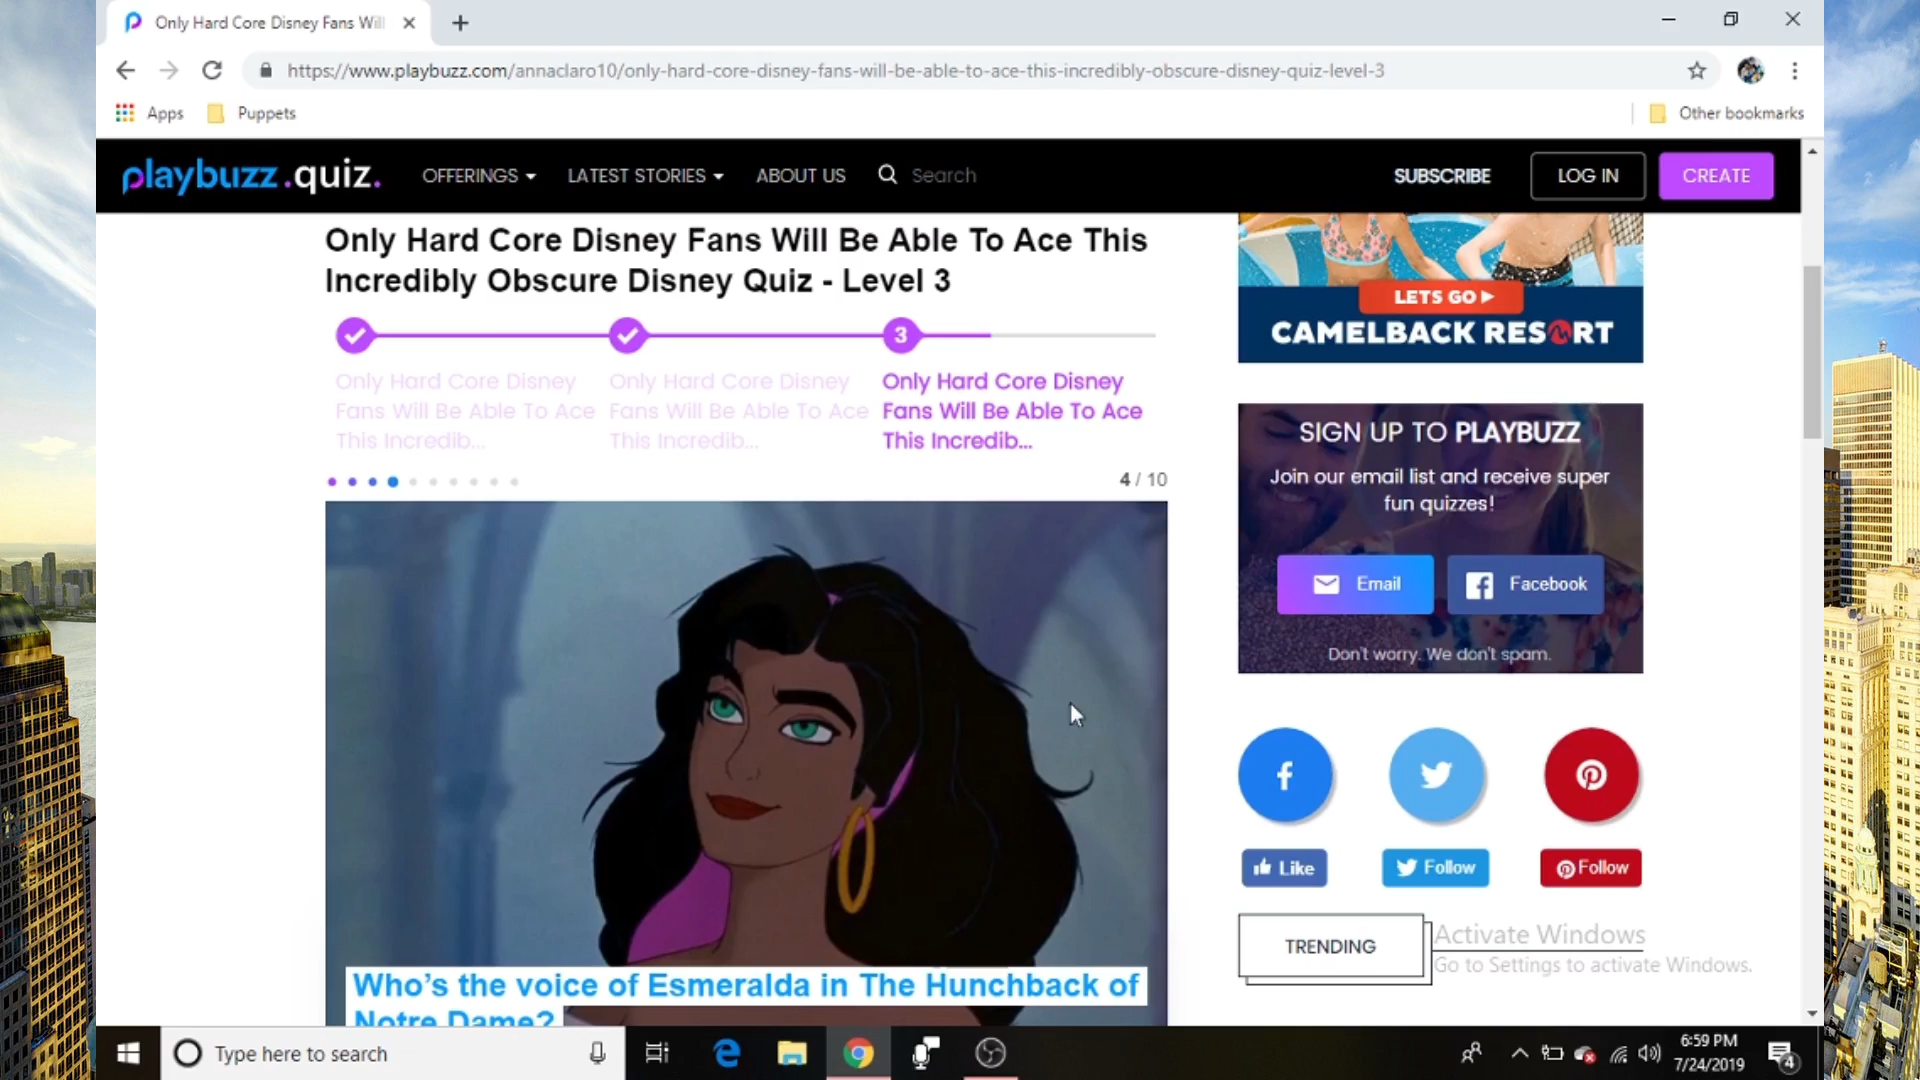 Only Hard Core Disney Fans Will
https://www.playbuzz.com/annaclaro10/only-hard-core-disney-fans-will-be-able-to-ace-this-incredibly-obscure-disney-quiz-level-3
Apps Puppets Other bookmarks
playbuzz.quiz. OFFERINGS LATEST STORIES ABOUT US Search SUBSCRIBE LOG IN CREATE
Only Hard Core Disney Fans Will Be Able To Ace This
Incredibly Obscure Disney Quiz - Level 3
3
Only Hard Core Disney
Fans Will Be Able To Ace
This Incredib...
Only Hard Core Disney
Fans Will Be Able To Ace
This Incredib...
Only Hard Core Disney
Fans Will Be Able To Ace
This Incredib...
4 / 10
Who's the voice of Esmeralda in The Hunchback of
Notre Dame?
LETS GO
CAMELBACK RESORT
SIGN UP TO PLAYBUZZ
Join our email list and receive super
fun quizzes!
Email Facebook
Don't worry. We don't spam.
Like Follow Follow
TRENDING
Activate Windows
Go to Settings to activate Windows.
Type here to search
6:59 PM
7/24/2019
4